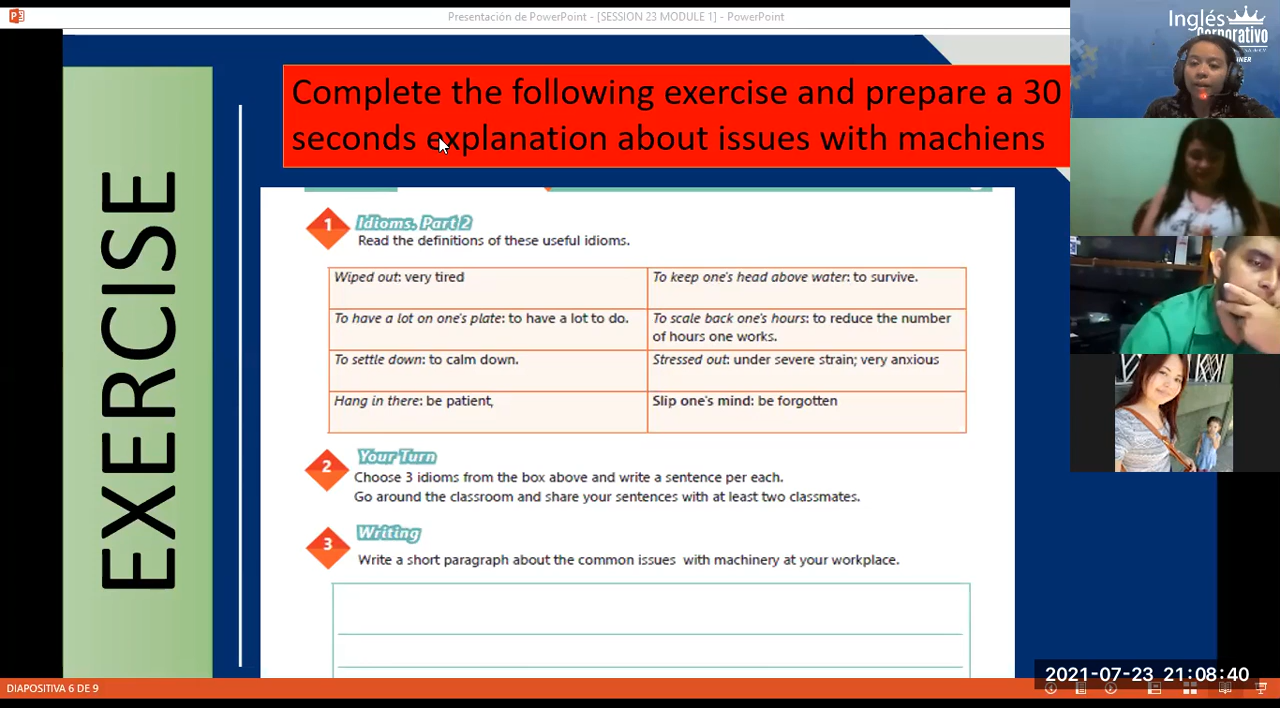 Presentación de PowerPoint - [SESSION 23 MODULE 1] - PowerPoint
Inglés
Corporativo
EXERCISE
Complete the following exercise and prepare a 30
seconds explanation about issues with machiens
1
Idioms. Part 2
Read the definitions of these useful idioms.
Wiped out: very tired
To keep one's head above water: to survive.
To have a lot on one's plate: to have a lot to do.
To scale back one's hours: to reduce the number
of hours one works.
To settle down: to calm down.
Stressed out: under severe strain; very anxious
Hang in there: be patient,
Slip one's mind: be forgotten
2
Your Turn
Choose 3 idioms from the box above and write a sentence per each.
Go around the classroom and share your sentences with at least two classmates.
3
Writing
Write a short paragraph about the common issues with machinery at your workplace.
2021-07-23 21:08:40
DIAPOSITIVA 6 DE 9